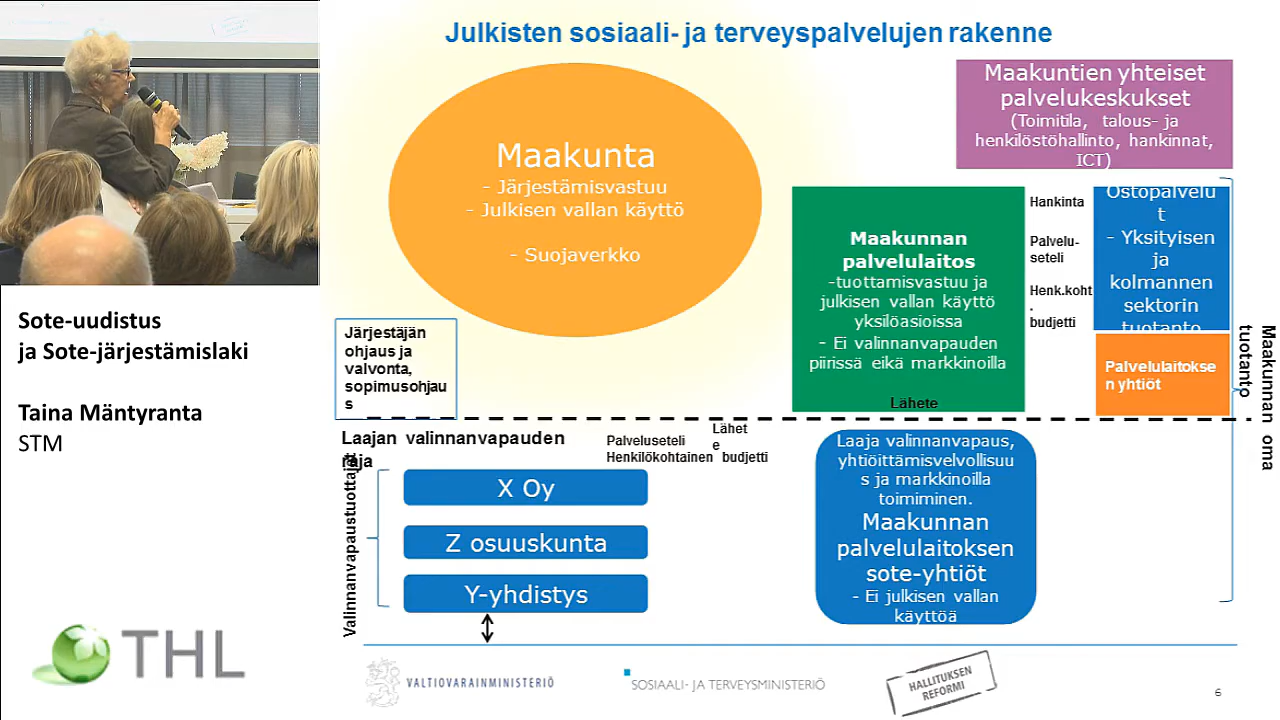 Julkisten sosiaali- ja terveyspalvelujen rakenne
Maakunta
- Järjestämisvastuu
- Julkisen vallan käyttö
- Suojaverkko
Maakuntien yhteiset
palvelukeskukset
(Toimitila, talous- ja
henkilöstöhallinto, hankinnat,
ICT)
Maakunnan
palvelulaitos
-tuottamisvastuu ja
julkisen vallan käyttö
yksilöasioissa
- Ei valinnanvapauden
piirissä eikä markkinoilla
Lähete
Hankinta
Palvelu-
seteli
Henk.koht
.
budjetti
Ostopalvelu
t
- Yksityisen
ja
kolmannen
sektorin
tuotanto
Palvelulaitokse
n yhtiöt
Maakunnan oma
tuotanto
Järjestäjän
ohjaus ja
valvonta,
sopimusohjau
s
Laajan valinnanvapauden
raja
Palveluseteli
Henkilökohtainen budjetti
Lähet
e
Valinnanvapaustuottaja
X Oy
Z osuuskunta
Y-yhdistys
Laaja valinnanvapaus,
yhtiöittämisvelvollisuu
s ja markkinoilla
toimiminen.
Maakunnan
palvelulaitoksen
sote-yhtiöt
- Ei julkisen vallan
käyttöä
Sote-uudistus
ja Sote-järjestämislaki
Taina Mäntyranta
STM
THL
VALTIOVARAINMINISTERIÖ
SOSIAALI- JA TERVEYSMINISTERIÖ
HALLITUKSEN
REFORMI
6